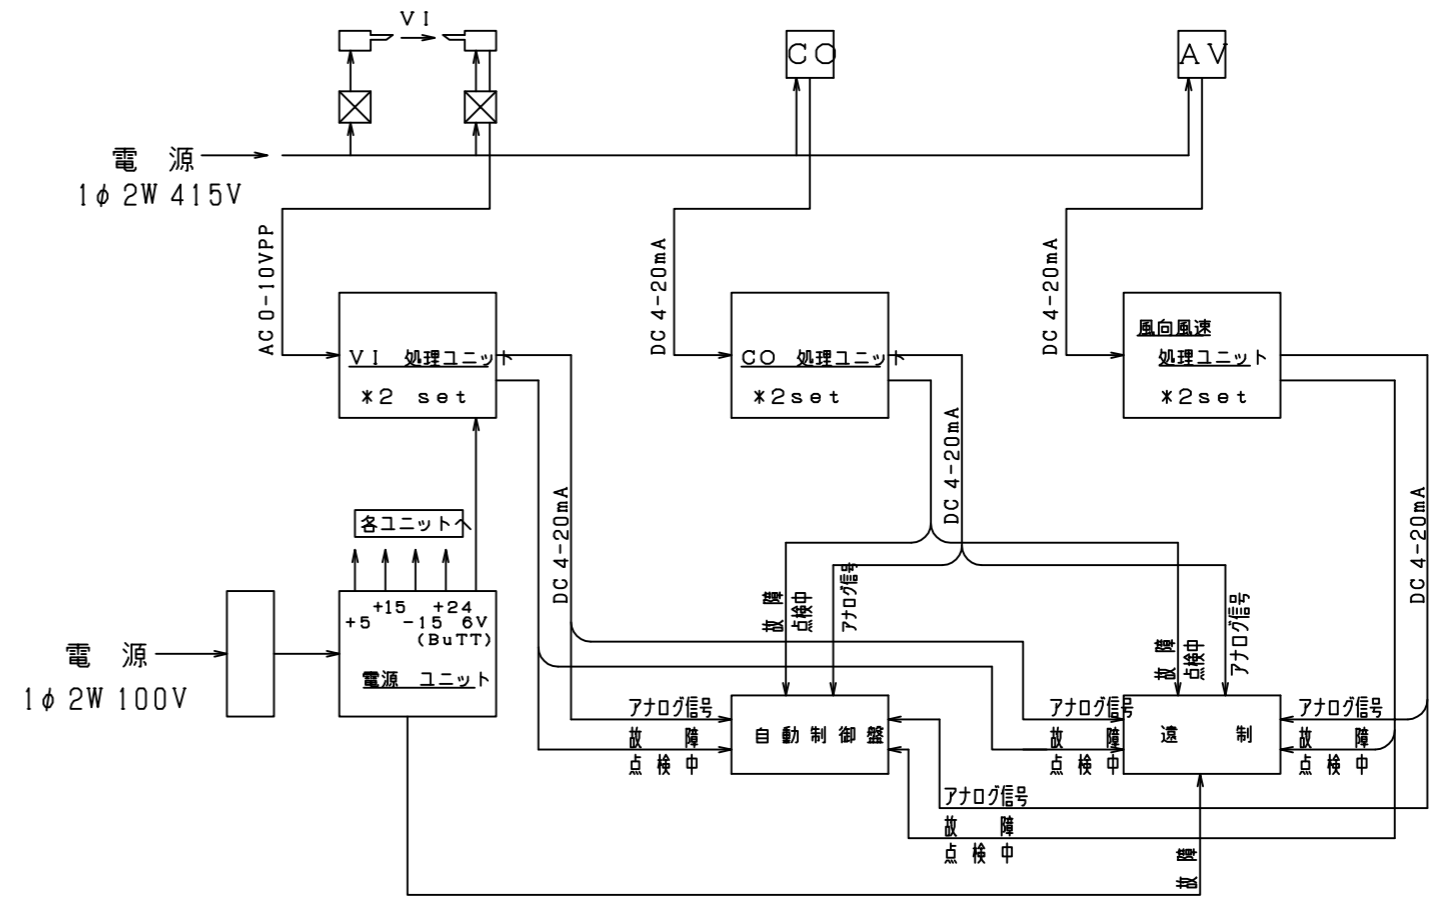 ＶＩ
ＣＯ
ＡＶ
電　源
1φ 2W 415V
AC 0-10VPP
DC 4-20mA
DC 4-20mA
ＶＩ　処理ユニット
*2 set
ＣＯ　処理ユニット
*2set
風向風速
処理ユニット
*2set
DC 4-20mA
DC 4-20mA
DC 4-20mA
各ユニットへ
+15 +24
+5 -15 6V
(BuTT)
電源 ユニット
電　源
1φ 2W 100V
故 障
点検中
アナログ信号
故 障
点検中
アナログ信号
アナログ信号
故　障
点 検 中
自動制御盤
アナログ信号
故　障
点 検 中
遠　制
アナログ信号
故　障
点 検 中
アナログ信号
故　障
点 検 中
故 障